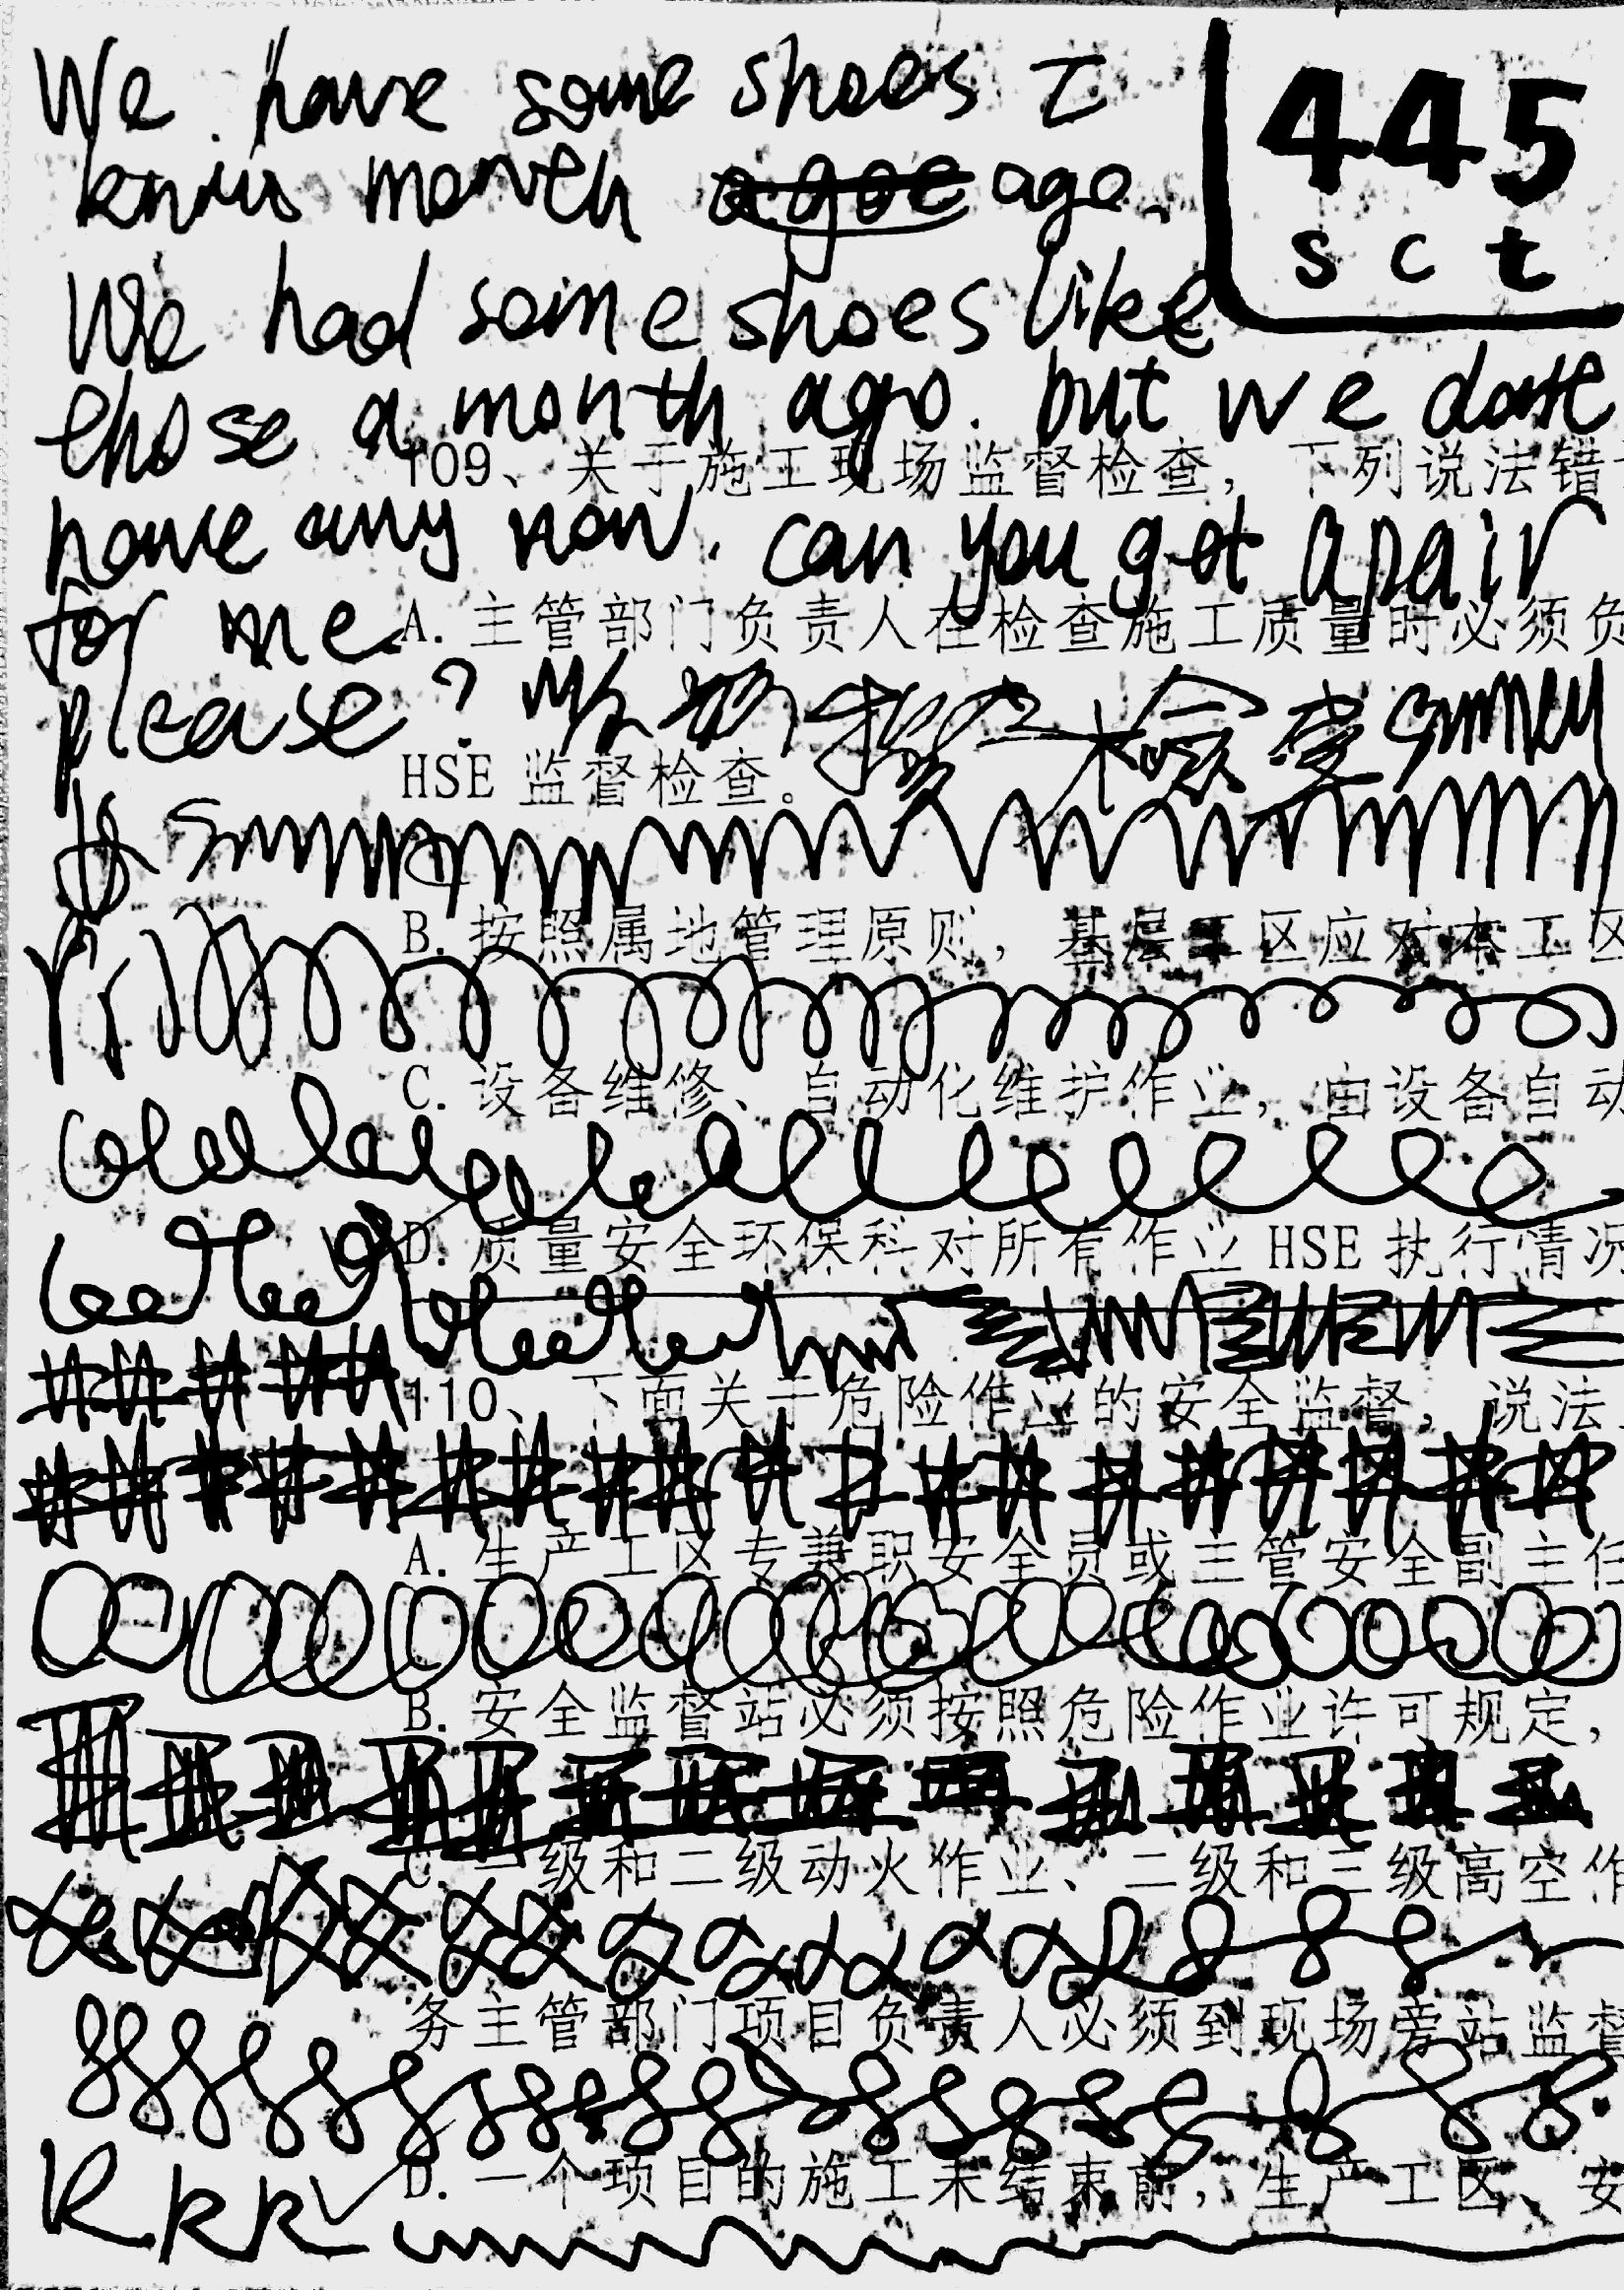 We have some shoes I
know month agoe ago.
445
sct
We had some shoes like
those a month ago. but we dont
109、关于施工现场监督检查，下列说法错
have any now. can you get apair
for me
A.主管部门负责人在检查施工质量时必须负
please?
检查
HSE 监督检查。
B.按照属地管理原则，基层工区应对本工区
C.设备维修、自动化维护作业，由设备自动
D.质量安全环保科对所有作业 HSE 执行情况
110、下面关于危险作业的安全监督，说法
A.生产工区专兼职安全员或主管安全副主任
B.安全监督站必须按照危险作业许可规定，
级和二级动火作业、二级和三级高空作
务主管部门项目负责人必须到现场旁站监督
D.一个项目的施工未结束前，生产工区、安
RRR